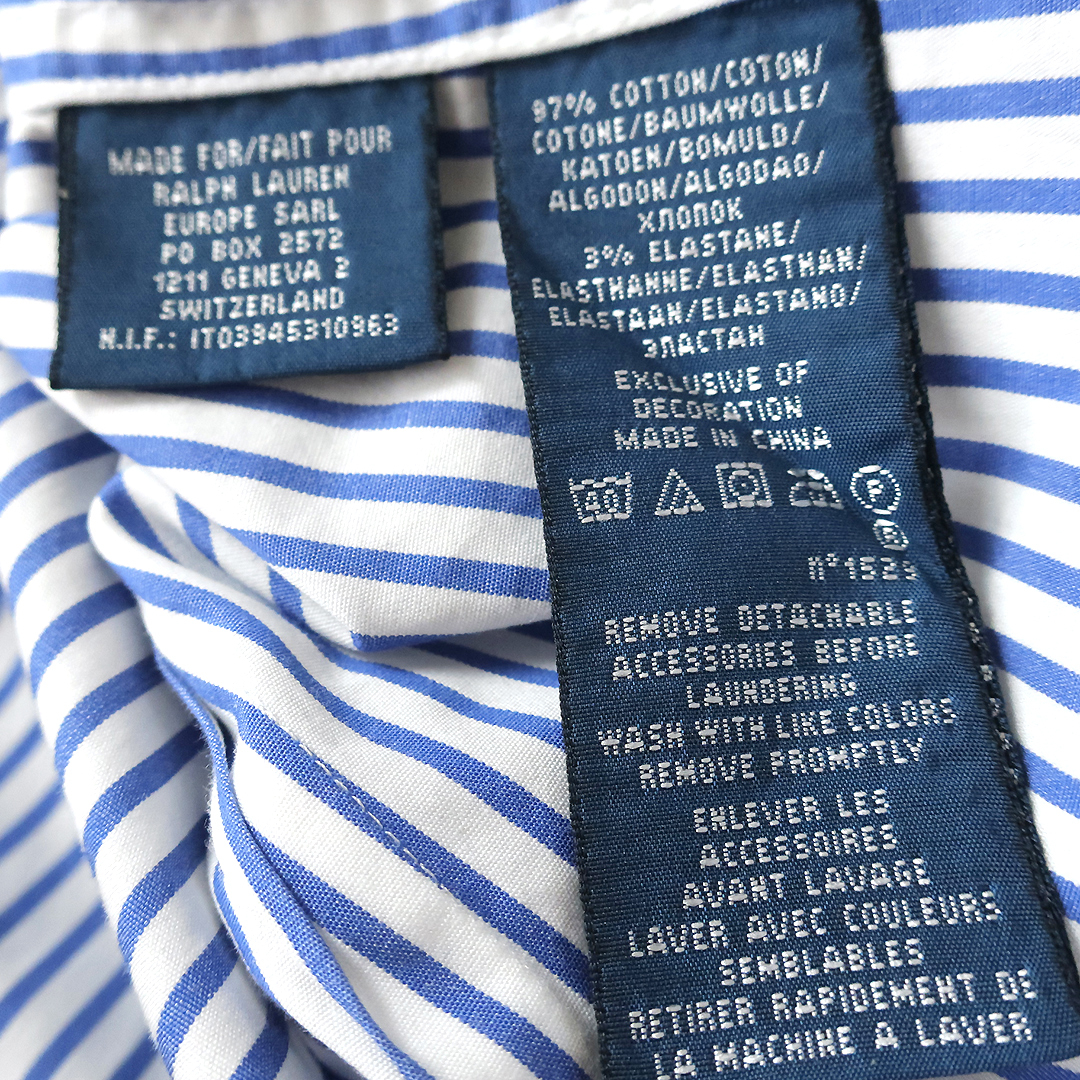 MADE FOR/FAIT POUR
RALPH LAUREN
EUROPE SARL
PO BOX 2572
1211 GENEVA 2
SWITZERLAND
N.I.F.: IT03945310963
97% COTTON/COTON/
COTONE/BAUMWOLLE/
KATOEN/BOMULD/
ALGODON/ALGODAO/
ХЛОПОК
3% ELASTANE/
ELASTHANNE/ELASTHAN/
ELASTAAN/ELASTANO/
ЭЛАСТАН
EXCLUSIVE OF
DECORATION
MADE IN CHINA
40
P
REMOVE DETACHABLE
ACCESSORIES BEFORE
LAUNDERING
WASH WITH LIKE COLORS
REMOVE PROMPTLY
ENLEVER LES
ACCESSOIRES
AVANT LAVAGE
LAVER AVEC COULEURS
SEMBLABLES
RETIRER RAPIDEMENT DE
LA MACHINE A LAVER